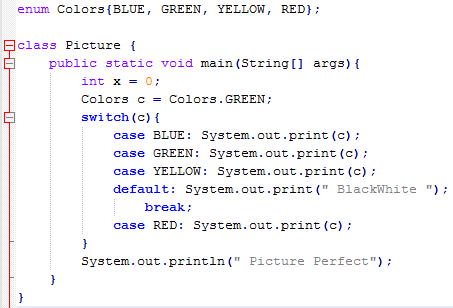 enum Colors{BLUE, GREEN, YELLOW, RED};
class Picture {
public static void main(String[] args){
int x = 0;
Colors c = Colors.GREEN;
switch(c){
case BLUE: System.out.print(c);
case GREEN: System.out.print(c);
case YELLOW: System.out.print(c);
default: System.out.print(" BlackWhite ");
break;
case RED: System.out.print(c);
}
System.out.println(" Picture Perfect");
}
}